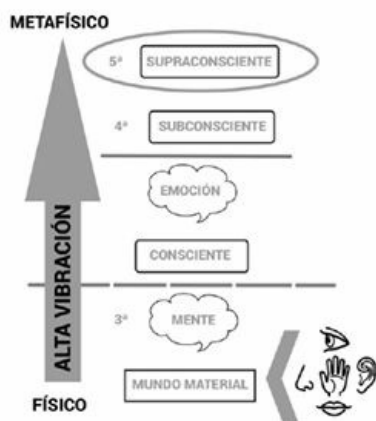 METAFÍSICO
5ª SUPRACONSCIENTE
4ª SUBCONSCIENTE
EMOCIÓN
CONSCIENTE
3ª MENTE
MUNDO MATERIAL
FÍSICO
ALTA VIBRACIÓN